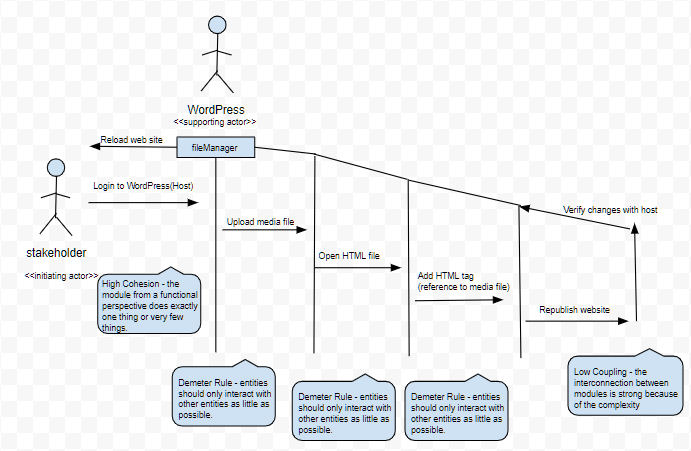 WordPress
<<supporting actor>>
Reload web site
fileManager
Login to WordPress(Host)
stakeholder
<<initiating actor>>
Upload media file
Open HTML file
Add HTML tag
(reference to media file)
Verify changes with host
Republish website
High Cohesion - the
module from a functional
perspective does exactly
one thing or very few
things.
Demeter Rule - entities
should only interact with
other entities as little as
possible.
Demeter Rule - entities
should only interact with
other entities as little as
possible.
Demeter Rule - entities
should only interact with
other entities as little as
possible.
Low Coupling - the
interconnection between
modules is strong because
of the complexity